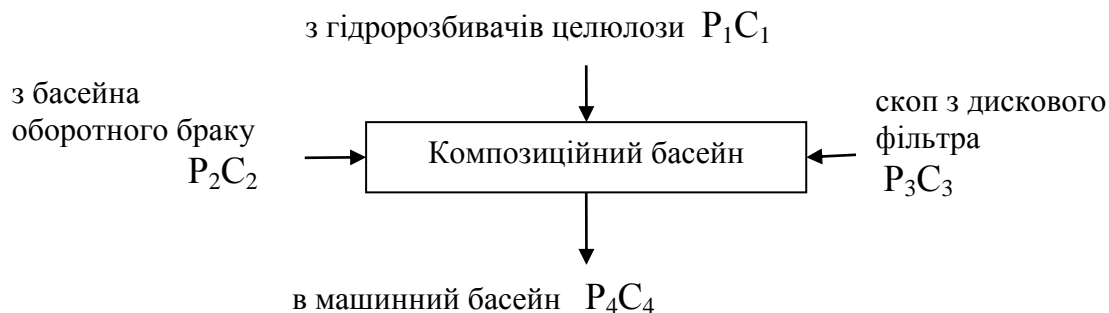 з гідророзбивачів целюлози P₁C₁
з басейна
оборотного браку
P₂C₂
Композиційний басейн
скоп з дискового
фільтра
P₃C₃
в машинний басейн P₄C₄